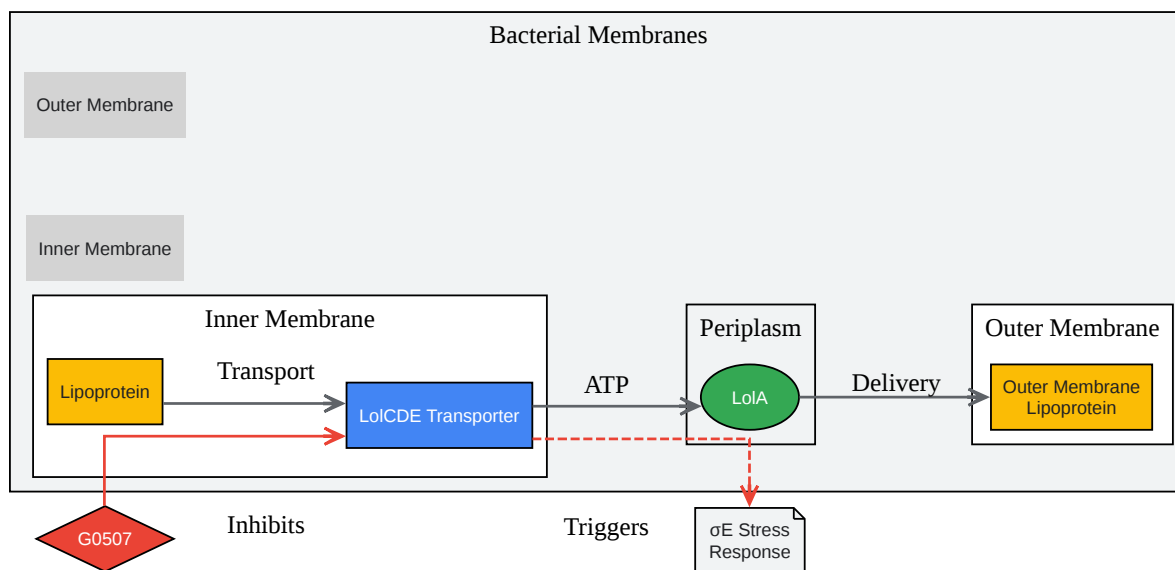 Bacterial Membranes
Outer Membrane
Inner Membrane
Inner Membrane
Periplasm
Outer Membrane
Lipoprotein
Transport
LolCDE Transporter
ATP
LolA
Delivery
Outer Membrane
Lipoprotein
G0507
Inhibits
Triggers
σE Stress
Response